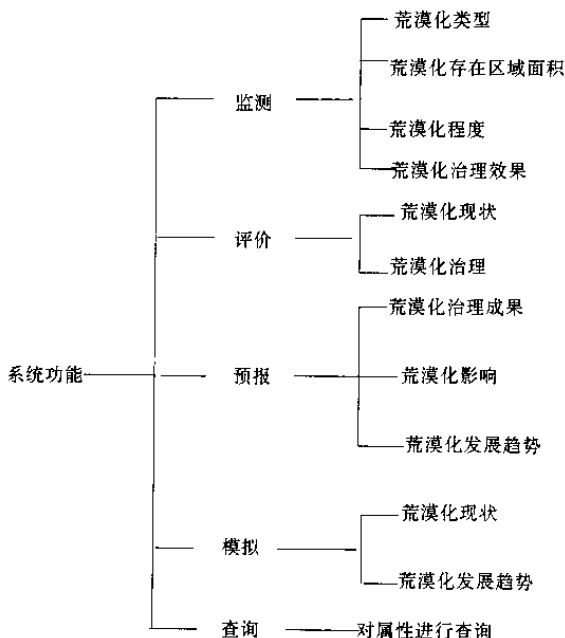 荒漠化类型
荒漠化存在区域面积
监测
荒漠化程度
荒漠化治理效果
荒漠化现状
评价
荒漠化治理
荒漠化治理成果
系统功能
预报
荒漠化影响
荒漠化发展趋势
荒漠化现状
模拟
荒漠化发展趋势
查询
对属性进行查询